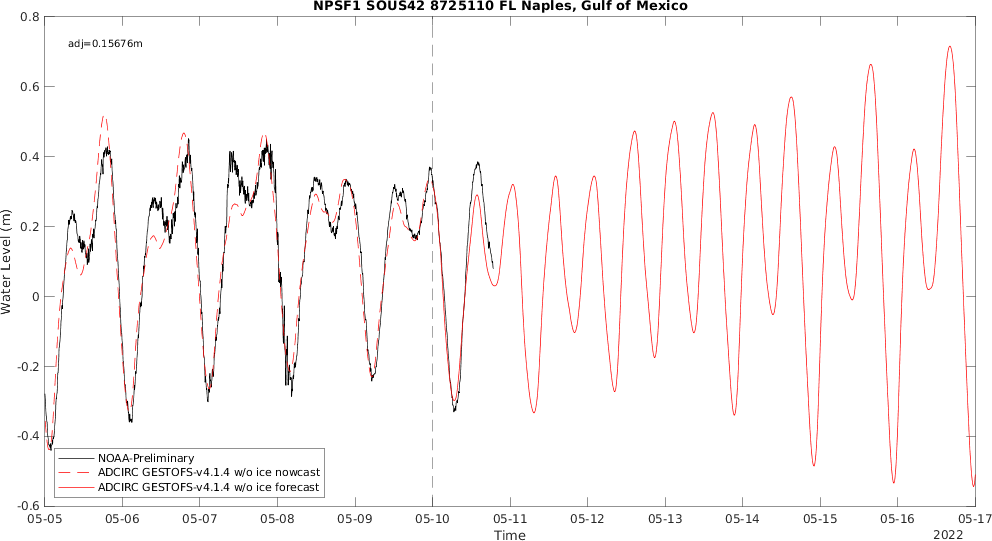 NPSF1 SOUS42 8725110 FL Naples, Gulf of Mexico
adj=0.15676m
0.8
0.6
0.4
0.2
0
-0.2
-0.4
-0.6
Water Level (m)
NOAA-Preliminary
ADCIRC GESTOFS-v4.1.4 w/o ice nowcast
ADCIRC GESTOFS-v4.1.4 w/o ice forecast
05-05 05-06 05-07 05-08 05-09 05-10 05-11 05-12 05-13 05-14 05-15 05-16 05-17
Time
2022